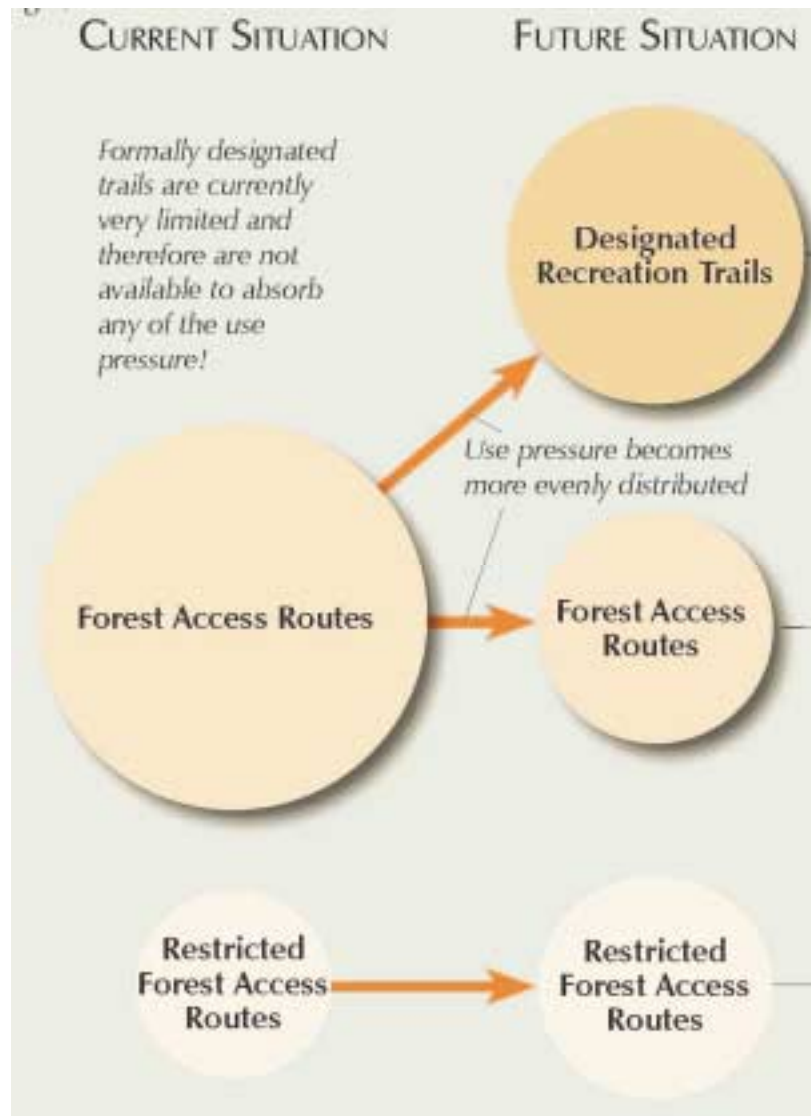 CURRENT SITUATION
FUTURE SITUATION
Formally designated
trails are currently
very limited and
therefore are not
available to absorb
any of the use
pressure!
Designated
Recreation Trails
Use pressure becomes
more evenly distributed
Forest Access Routes
Forest Access
Routes
Restricted
Forest Access
Routes
Restricted
Forest Access
Routes